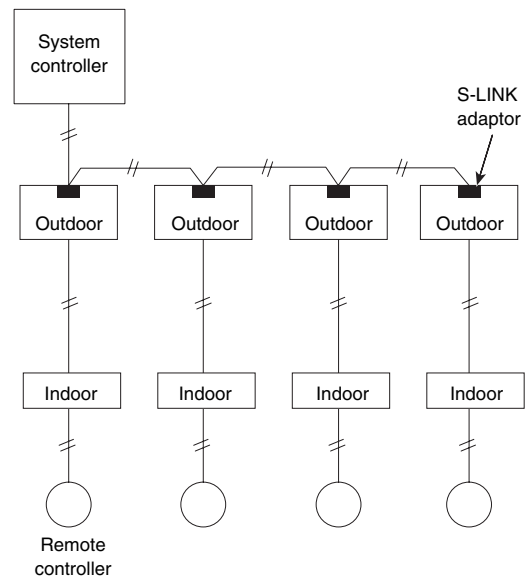 System
controller
S-LINK
adaptor
Outdoor
Outdoor
Outdoor
Outdoor
Indoor
Indoor
Indoor
Indoor
Remote
controller